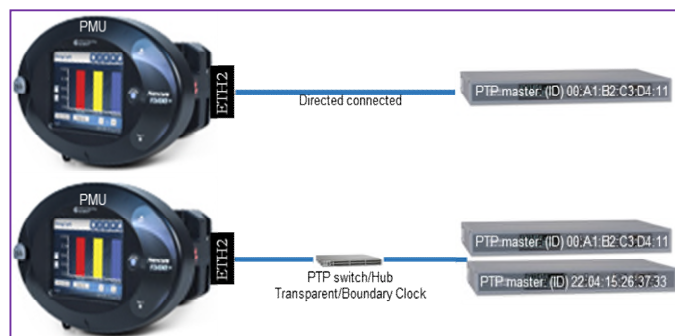 PMU
ETH2
Directed connected
PTP master: (ID) 00:A1:B2:C3:D4:11
PMU
ETH2
PTP switch/Hub
Transparent/Boundary Clock
PTP master: (ID) 00:A1:B2:C3:D4:11
PTP master: (ID) 22:04:15:26:37:33